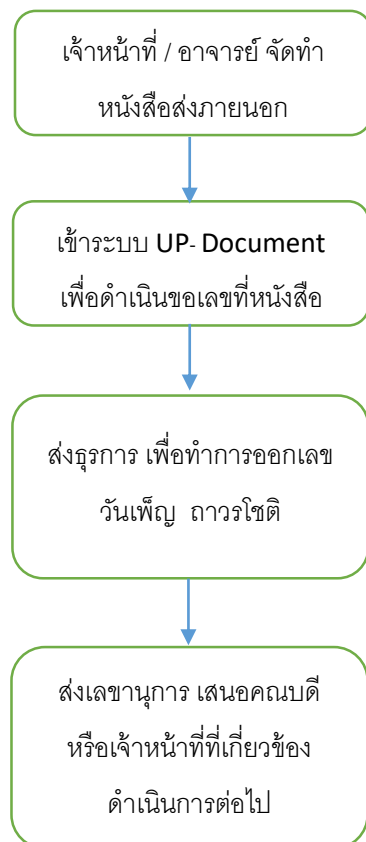 เจ้าหน้าที่ / อาจารย์ จัดทำ
หนังสือส่งภายนอก
เข้าระบบ UP- Document
เพื่อดำเนินขอเลขที่หนังสือ
ส่งธุรการ เพื่อทำการออกเลข
วันเพ็ญ ถาวรโชติ
ส่งเลขานุการ เสนอคณบดี
หรือเจ้าหน้าที่ที่เกี่ยวข้อง
ดำเนินการต่อไป